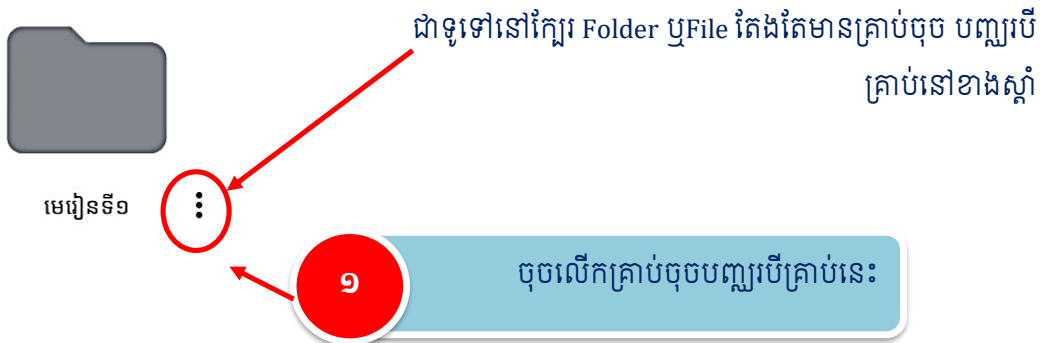 ជាទូទៅនៅក្បែរ Folder ឬFile តែងតែមានគ្រាប់ចុច បញ្ឈរបី
គ្រាប់នៅខាងស្តាំ
មេរៀនទី១
១
ចុចលើកគ្រាប់ចុចបញ្ឈរបីគ្រាប់នេះ